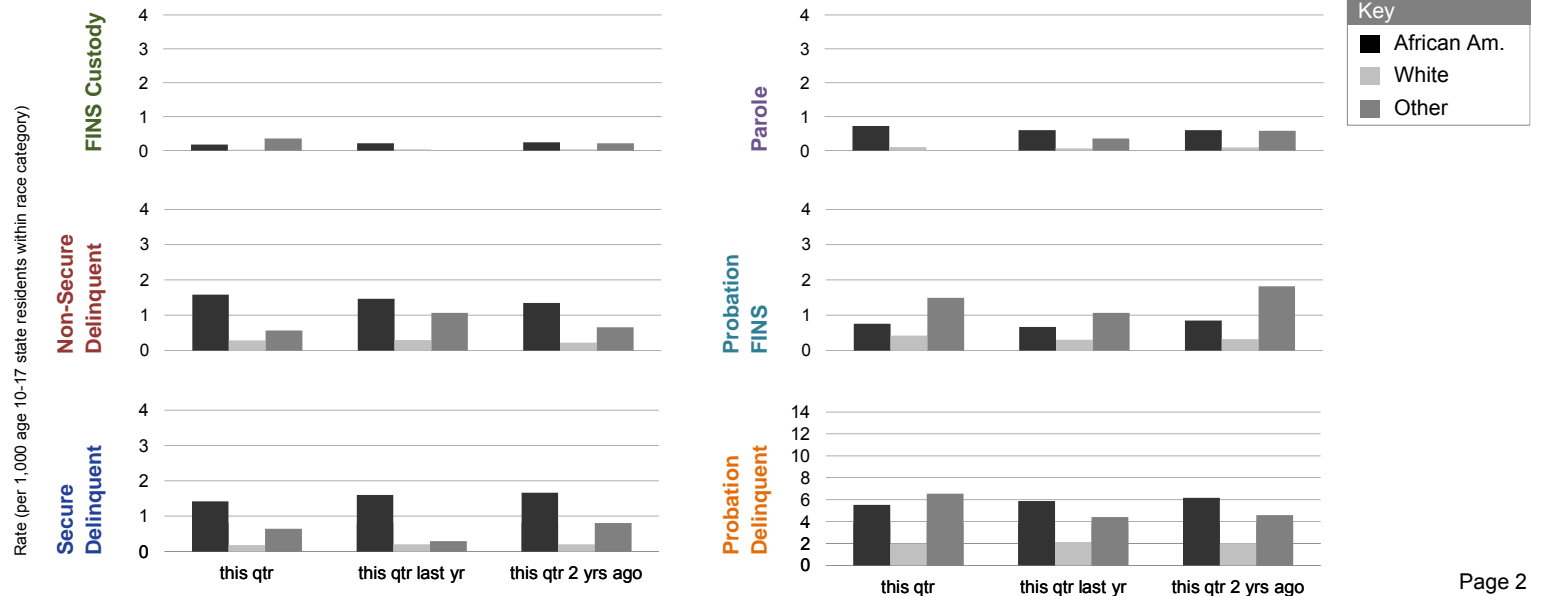 Rate (per 1,000 age 10-17 state residents within race category)
FINS Custody
4
3
2
1
0
Parole
4
3
2
1
0
Key
African Am.
White
Other
Non-Secure
Delinquent
4
3
2
1
0
Probation
FINS
4
3
2
1
0
Secure
Delinquent
4
3
2
1
0
this qtr
this qtr last yr
this qtr 2 yrs ago
Probation
Delinquent
14
12
10
8
6
4
2
0
this qtr
this qtr last yr
this qtr 2 yrs ago
Page 2